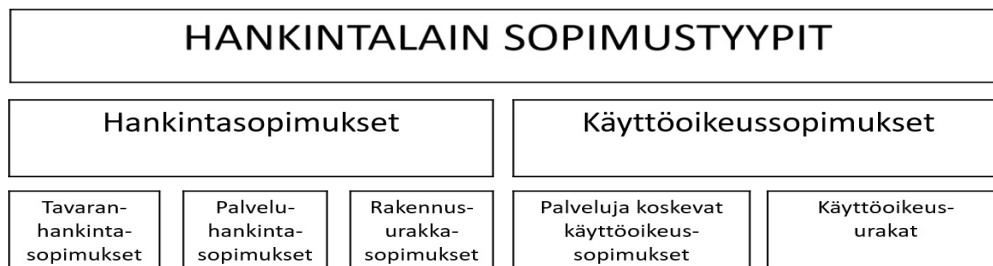 HANKINTALAIN SOPIMUSTYYPIT
Hankintasopimukset
Käyttöoikeussopimukset
Tavaran-
hankinta-
sopimukset
Palvelu-
hankinta-
sopimukset
Rakennus-
urakka-
sopimukset
Palveluja koskevat
käyttöoikeus-
sopimukset
Käyttöoikeus-
urakat